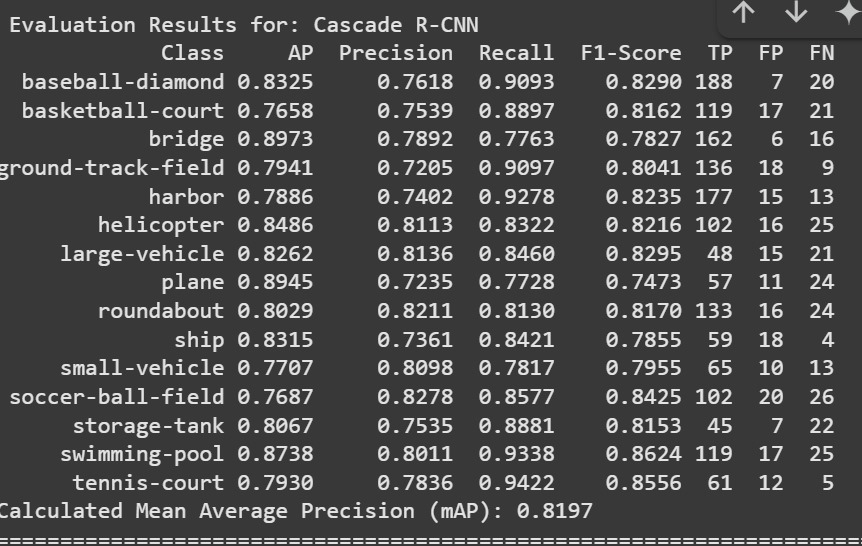 Evaluation Results for: Cascade R-CNN
Class AP Precision Recall F1-Score TP FP FN
baseball-diamond 0.8325 0.7618 0.9093 0.8290 188 7 20
basketball-court 0.7658 0.7539 0.8897 0.8162 119 17 21
bridge 0.8973 0.7892 0.7763 0.7827 162 6 16
ground-track-field 0.7941 0.7205 0.9097 0.8041 136 18 9
harbor 0.7886 0.7402 0.9278 0.8235 177 15 13
helicopter 0.8486 0.8113 0.8322 0.8216 102 16 25
large-vehicle 0.8262 0.8136 0.8460 0.8295 48 15 21
plane 0.8945 0.7235 0.7728 0.7473 57 11 24
roundabout 0.8029 0.8211 0.8130 0.8170 133 16 24
ship 0.8315 0.7361 0.8421 0.7855 59 18 4
small-vehicle 0.7707 0.8098 0.7817 0.7955 65 10 13
soccer-ball-field 0.7687 0.8278 0.8577 0.8425 102 20 26
storage-tank 0.8067 0.7535 0.8881 0.8153 45 7 22
swimming-pool 0.8738 0.8011 0.9338 0.8624 119 17 25
tennis-court 0.7930 0.7836 0.9422 0.8556 61 12 5
Calculated Mean Average Precision (mAP): 0.8197